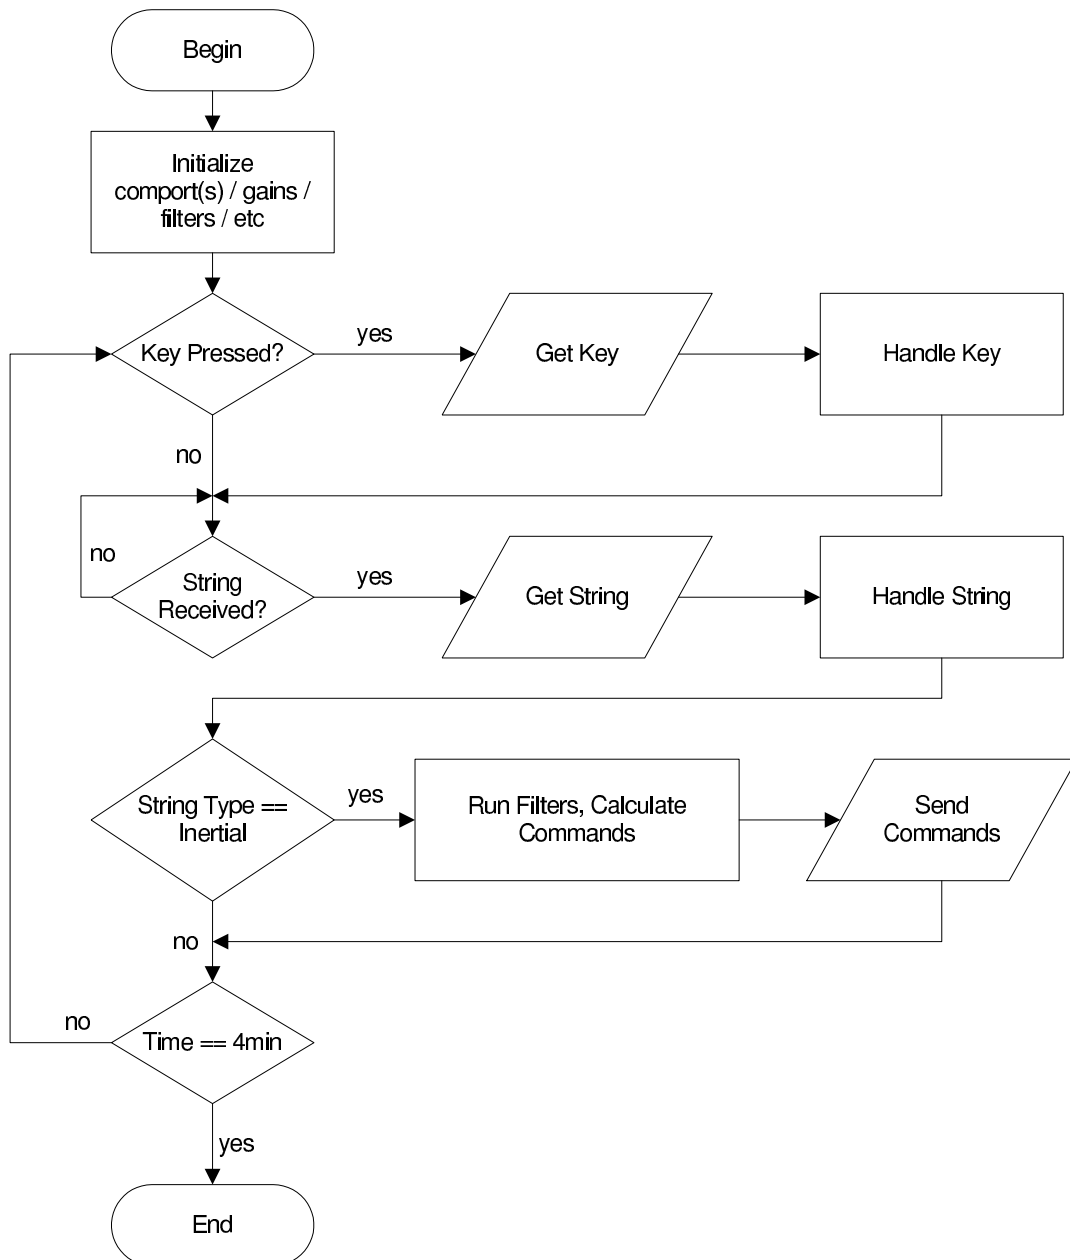 Begin
Initialize
comport(s) / gains /
filters / etc
Key Pressed?
yes
Get Key
Handle Key
no
no
String
Received?
yes
Get String
Handle String
String Type ==
Inertial
yes
Run Filters, Calculate
Commands
Send
Commands
no
no
Time == 4min
yes
End